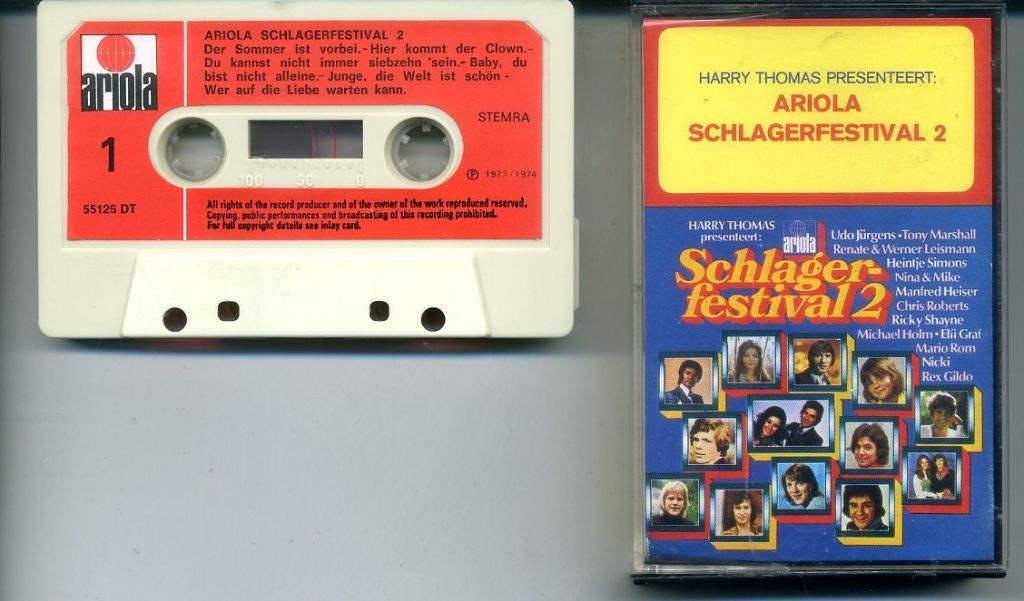 ariola
1
55126 DT
ARIOLA SCHLAGERFESTIVAL 2
Der Sommer ist vorbei.-Hier kommt der Clown.-
Du kannst nicht immer siebzehn 'sein.- Baby, du
bist nicht alleine.- Junge, die Welt ist schön -
Wer auf die Liebe warten kann.
STEMRA
100 50 0
Ⓟ 1973/1974
All rights of the record producer and of the owner of the work reproduced reserved.
Copying, public performances and broadcasting of this recording prohibited.
For full copyright details see inlay card.
HARRY THOMAS PRESENTEERT:
ARIOLA
SCHLAGERFESTIVAL 2
HARRY THOMAS
presenteert:
ariola
Schlager-
festival 2
Udo Jürgens • Tony Marshall
Renate & Werner Leismann
Heintje Simons
Nina & Mike
Manfred Heiser
Chris Roberts
Ricky Shayne
Michael Holm • Elfi Graf
Mario Rom
Nicki
Rex Gildo